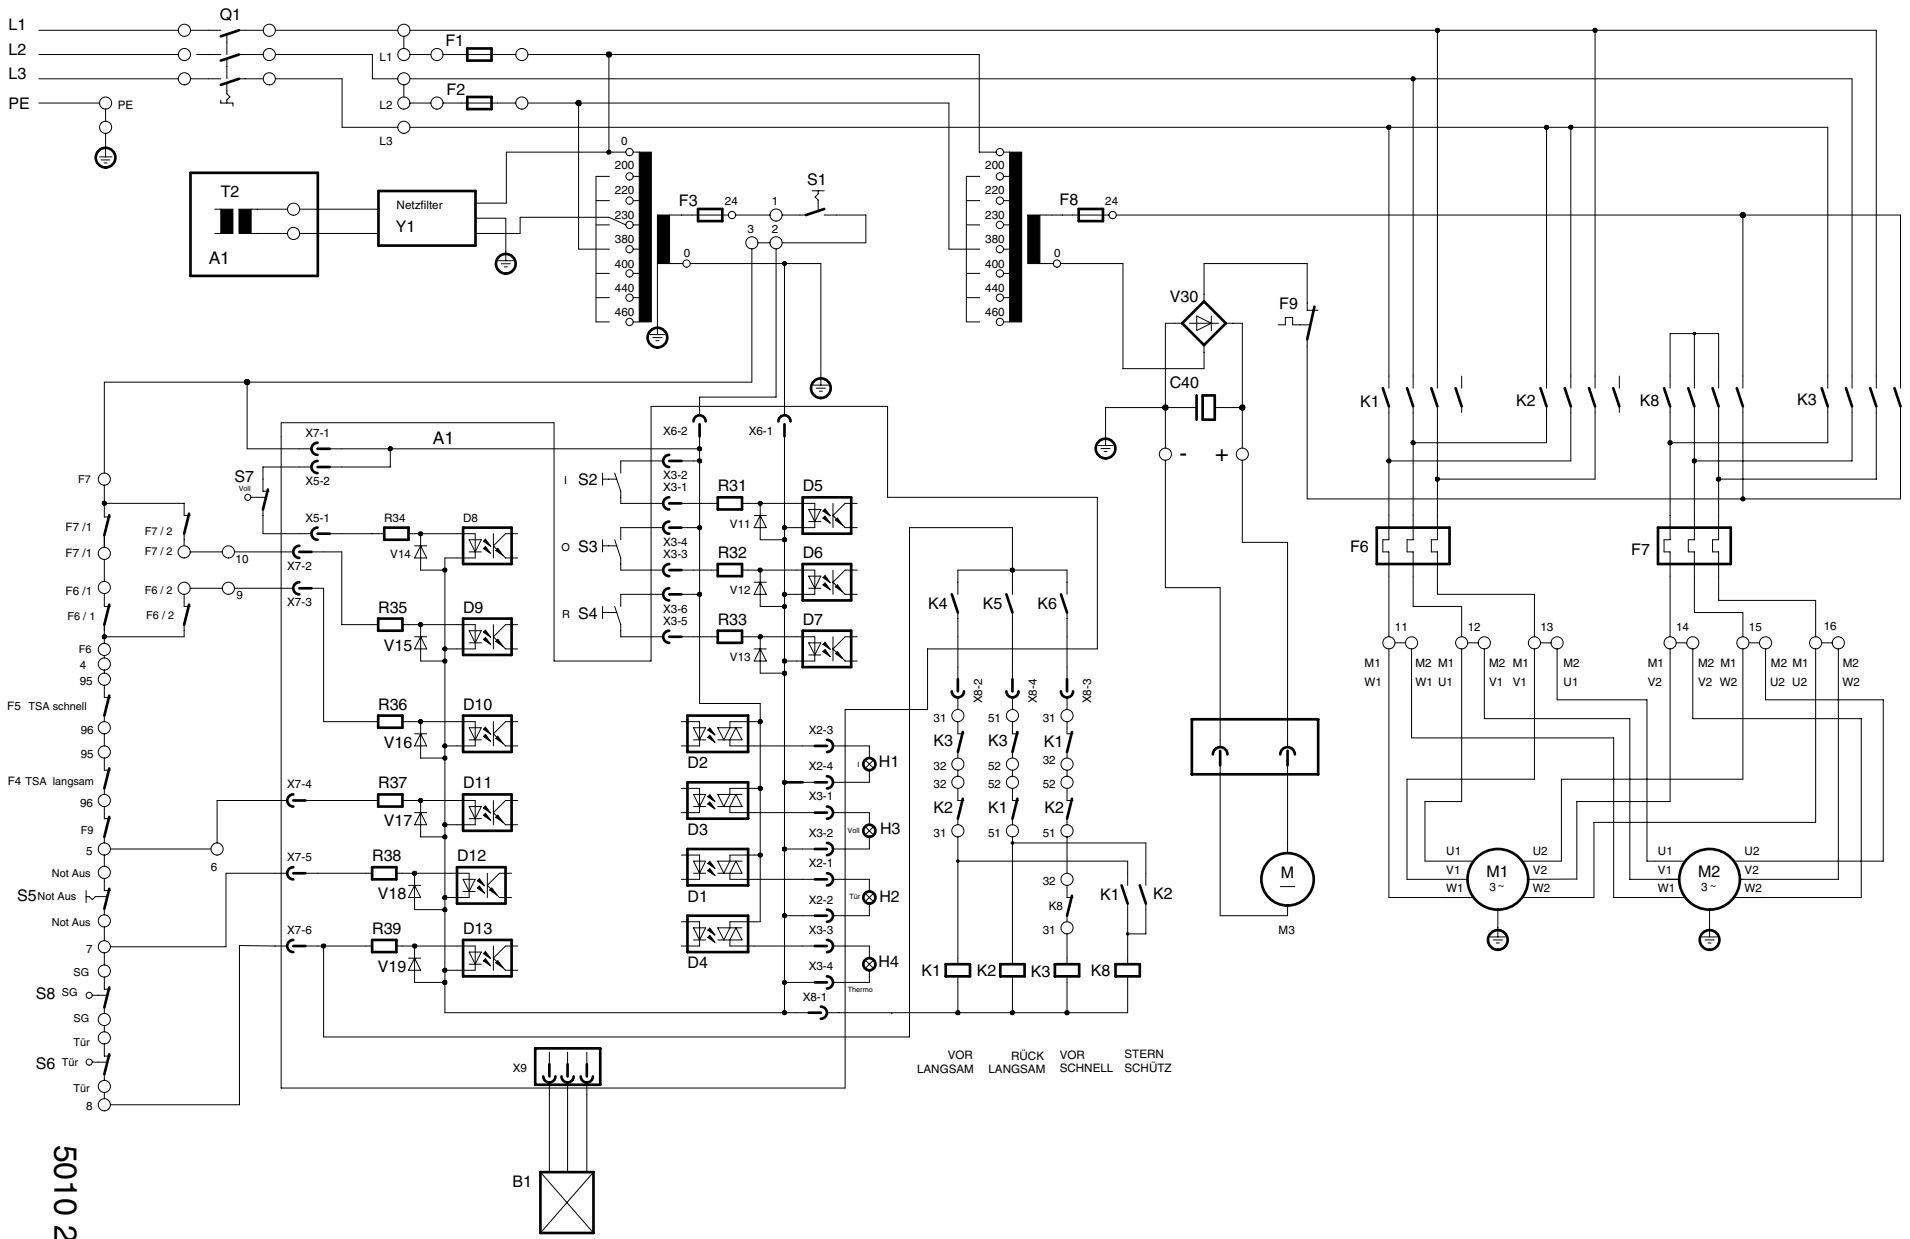 L1
L2
L3
PE
Q1
PE
L1
L2
L3
F1
F2
T2
A1
Netzfilter
Y1
0
200
220
230
380
400
440
460
F3
24
0
1
S1
3
2
200
220
230
380
400
440
460
F8
24
0
V30
F9
C40
-
+
K1
K2
K8
K3
F7
F7 /1
F7 /1
F6 /1
F6 / 1
F6
4
95
F5 TSA schnell
96
95
F4 TSA langsam
96
F9
5
6
Not Aus
S5 Not Aus
Not Aus
7
SG
S8 SG
SG
Tür
S6 Tür
Tür
8
F7 / 2
F7 / 2
10
F6 / 2
9
F6 / 2
S7
Voll
X7-1
X5-2
A1
X5-1
X7-2
X7-3
X7-4
X7-5
X7-6
R34
V14
D8
R35
V15
D9
R36
V16
D10
R37
V17
D11
R38
V18
D12
R39
V19
D13
X6-2
X6-1
I S2
X3-2
X3-1
R31
V11
D5
O S3
X3-4
X3-3
R32
V12
D6
R S4
X3-6
X3-5
R33
V13
D7
D2
D3
D1
D4
X2-3
X2-4
I H1
X3-1
X3-2
Voll H3
X2-1
X2-2
Tür H2
X3-3
X3-4
H4
Thermo
X8-1
K4
K5
K6
X8-2
X8-4
X8-3
31
51
31
K3
K3
K1
32
52
32
32
52
52
K2
K1
K2
31
51
51
32
K8
31
K1
K2
K1
K2
K3
K8
VOR
LANGSAM
RÜCK
LANGSAM
VOR
SCHNELL
STERN
SCHÜTZ
M
M3
F6
F7
11
12
13
14
15
16
M1
W1
M2
W1
M1
U1
M2
V1
M1
V1
M2
U1
M1
V2
M2
V2
M1
W2
M2
U2
M1
U2
M2
W2
U1
V1
W1
M1
3 ~
U2
V2
W2
U1
V1
W1
M2
3 ~
U2
V2
W2
X9
B1
5010 2